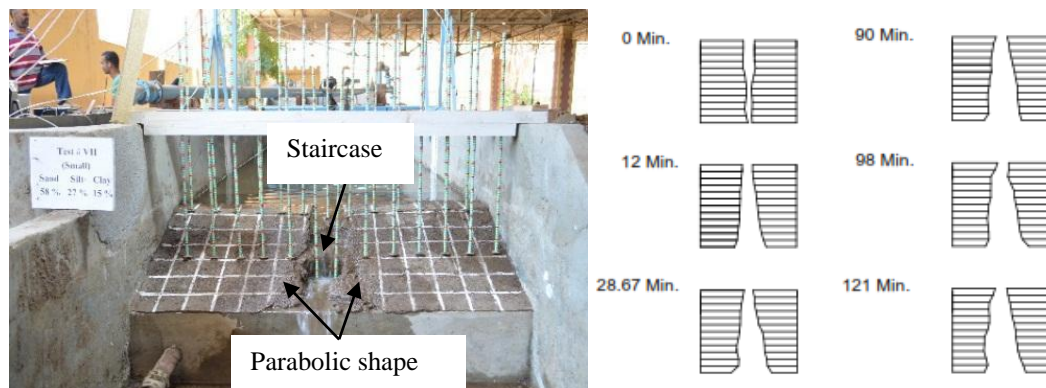 Test # VII
(Small)
Sand Silt Clay
58 % 27 % 15 %
Staircase
Parabolic shape
0 Min.
12 Min.
28.67 Min.
90 Min.
98 Min.
121 Min.